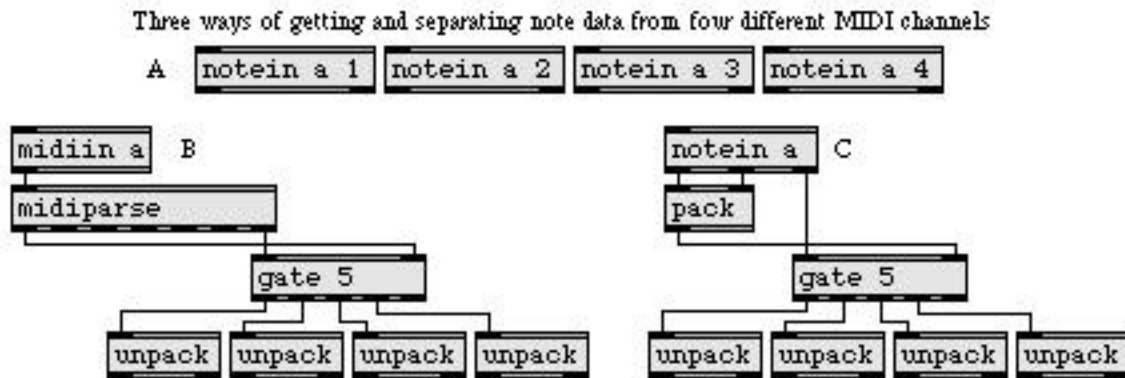 Three ways of getting and separating note data from four different MIDI channels
A notein a 1 notein a 2 notein a 3 notein a 4
midiin a B notein a C
midiparse pack
gate 5 gate 5
unpack unpack unpack unpack unpack unpack unpack unpack